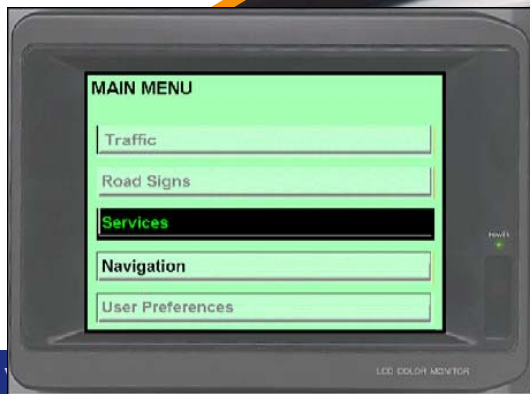 MAIN MENU
Traffic
Road Signs
Services
Navigation
User Preferences
LCD COLOR MONITOR